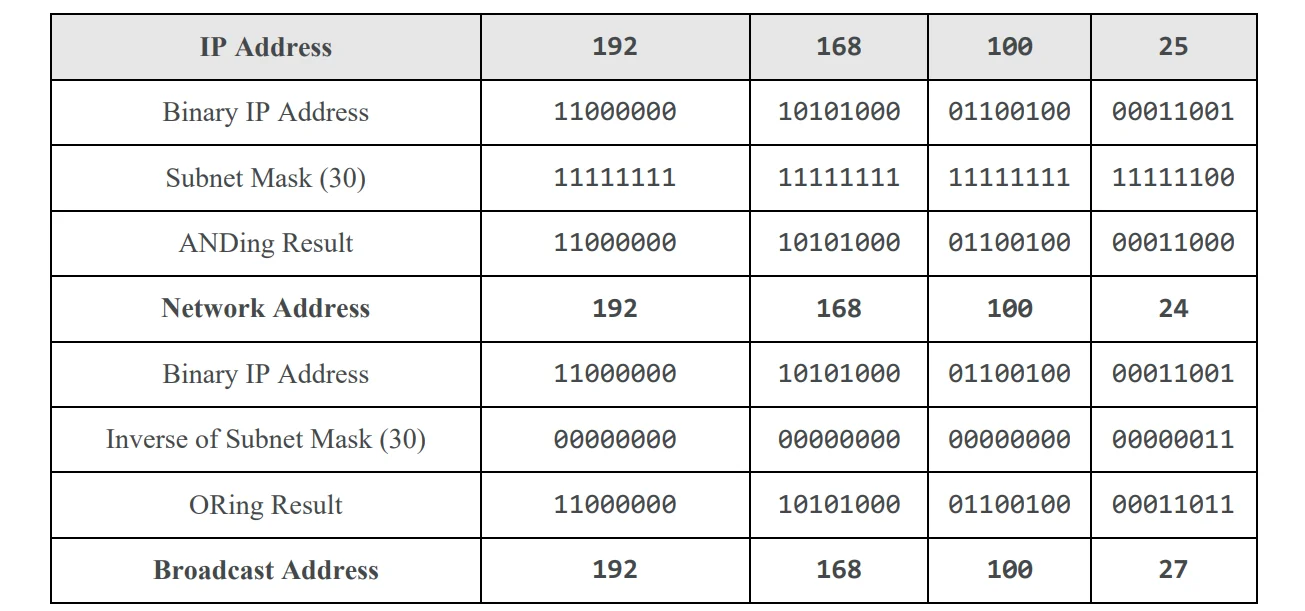 IP Address 192 168 100 25
Binary IP Address 11000000 10101000 01100100 00011001
Subnet Mask (30) 11111111 11111111 11111111 11111100
ANDing Result 11000000 10101000 01100100 00011000
Network Address 192 168 100 24
Binary IP Address 11000000 10101000 01100100 00011001
Inverse of Subnet Mask (30) 00000000 00000000 00000000 00000011
ORing Result 11000000 10101000 01100100 00011011
Broadcast Address 192 168 100 27